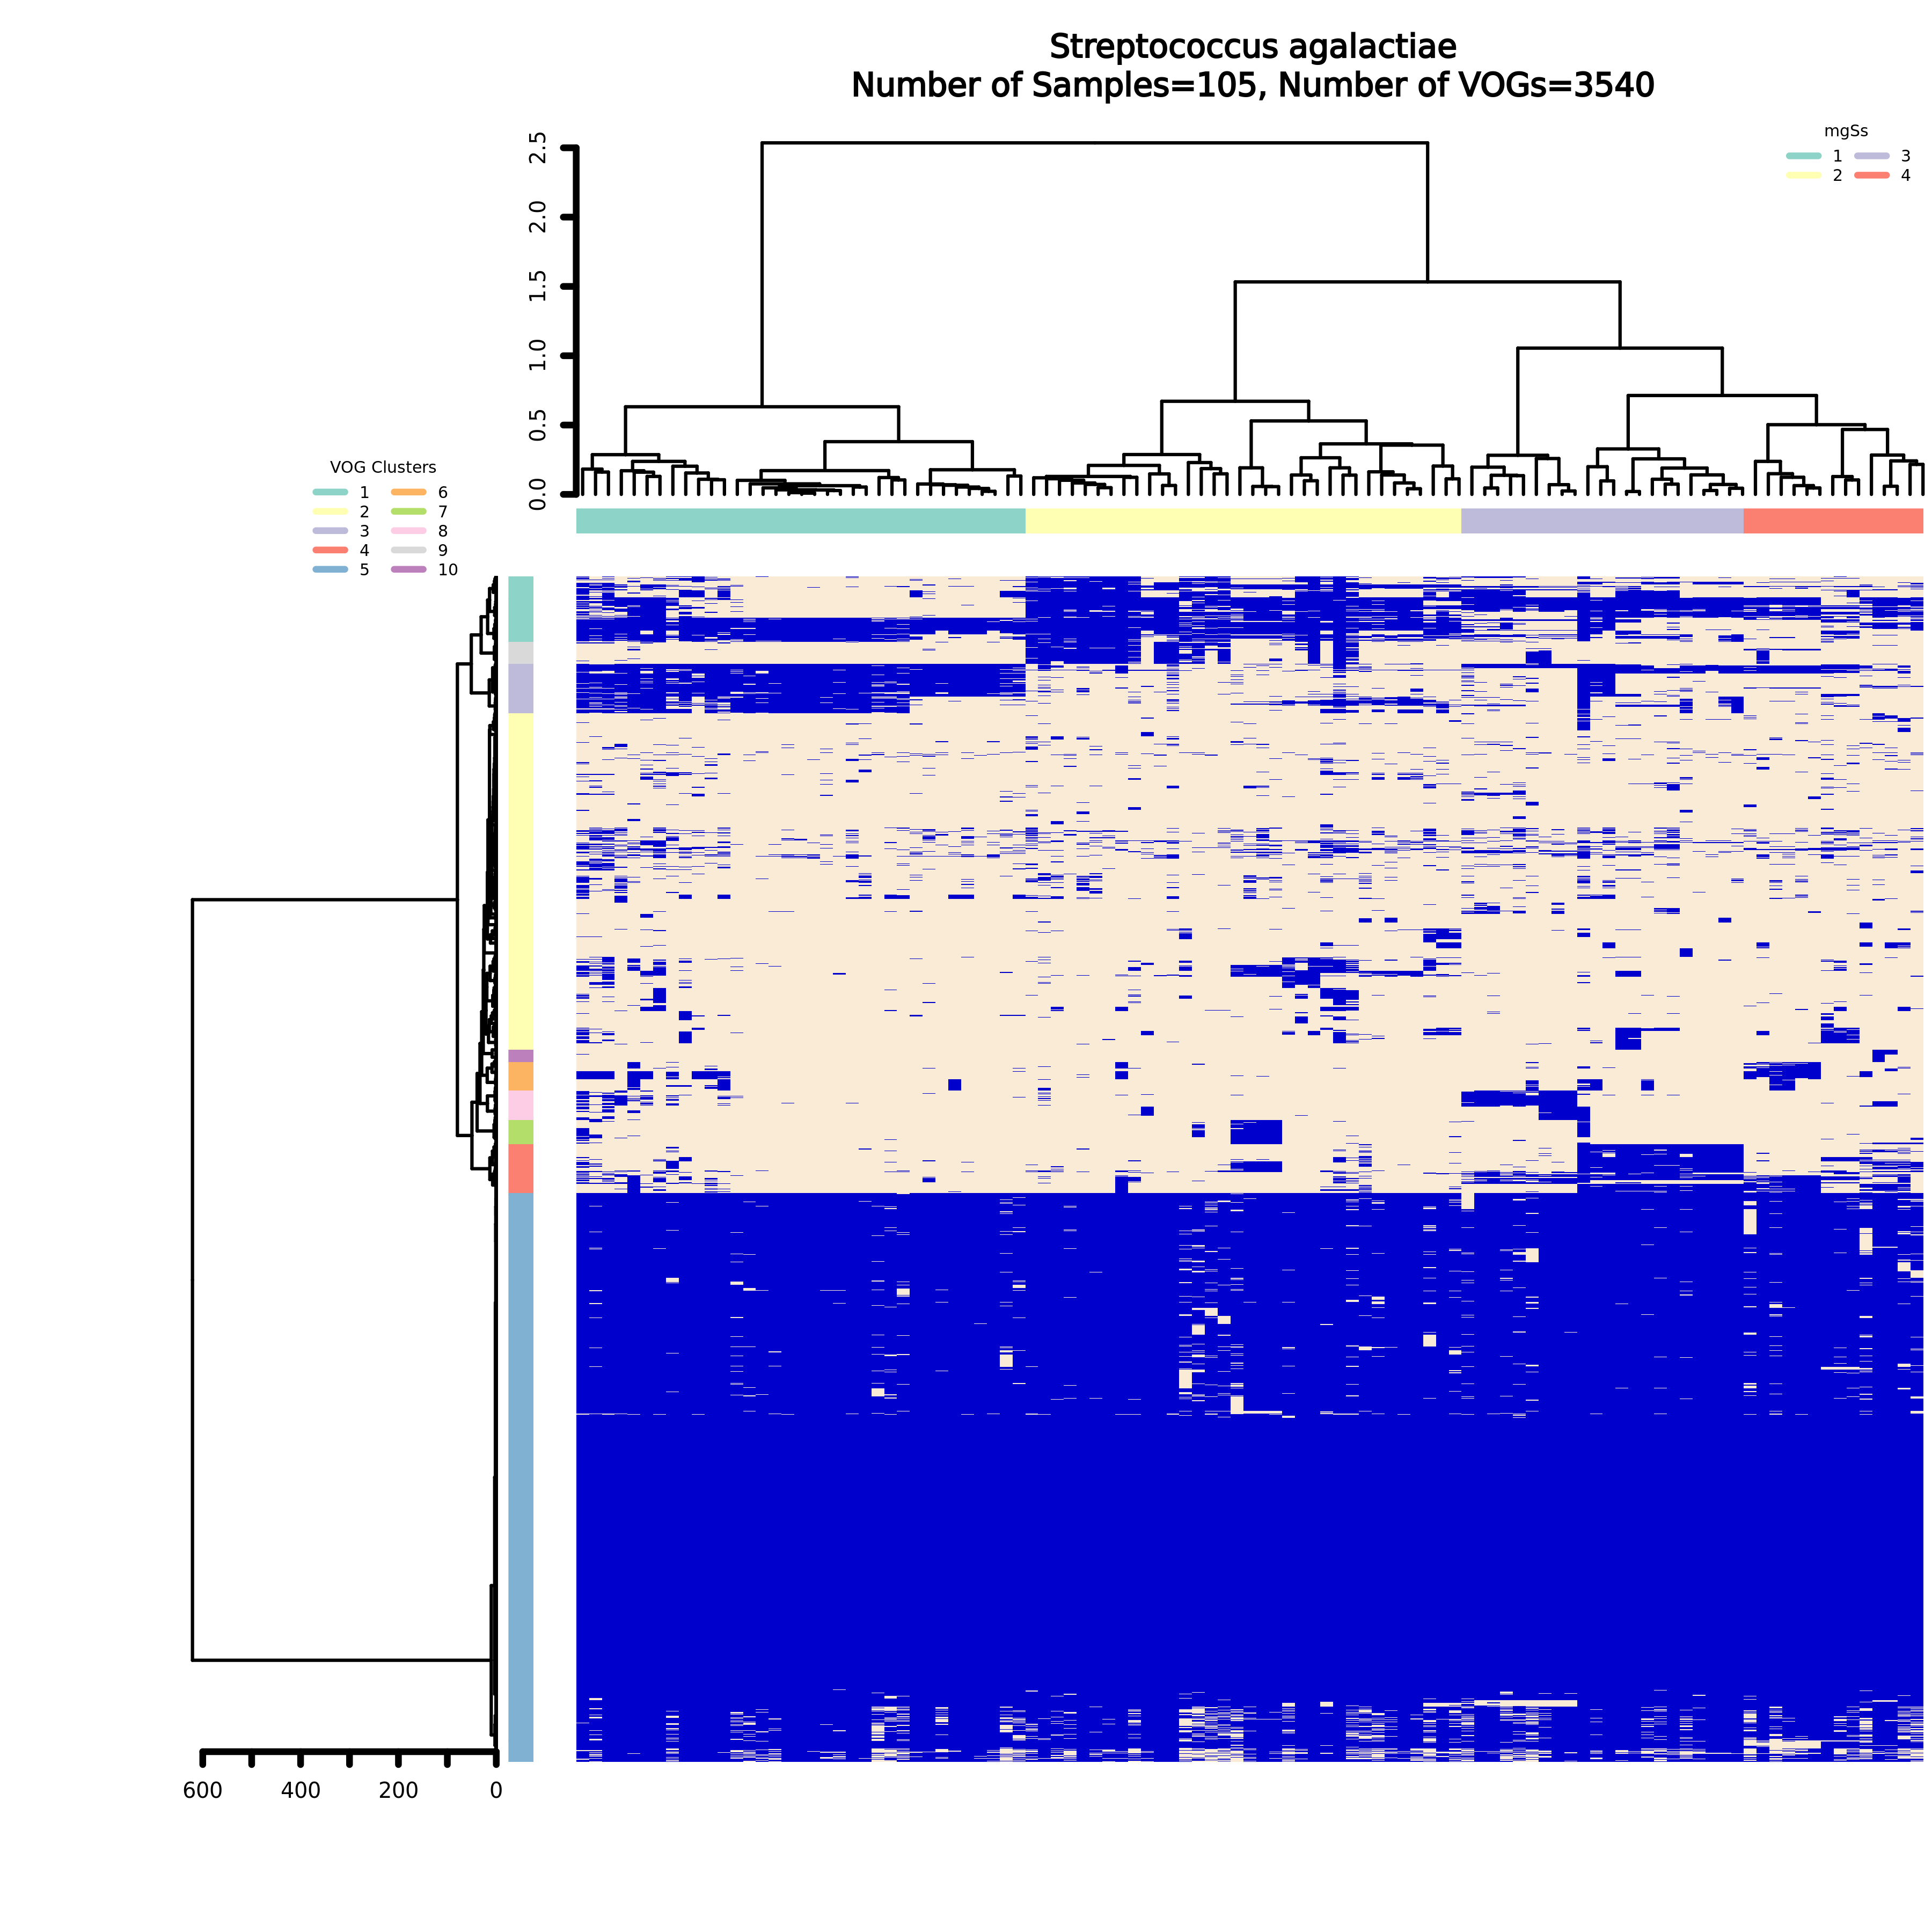 Streptococcus agalactiae
Number of Samples=105, Number of VOGs=3540
mgSs
1 3
2 4
2.5
2.0
1.5
1.0
0.5
0.0
VOG Clusters
1 6
2 7
3 8
4 9
5 10
600 400 200 0